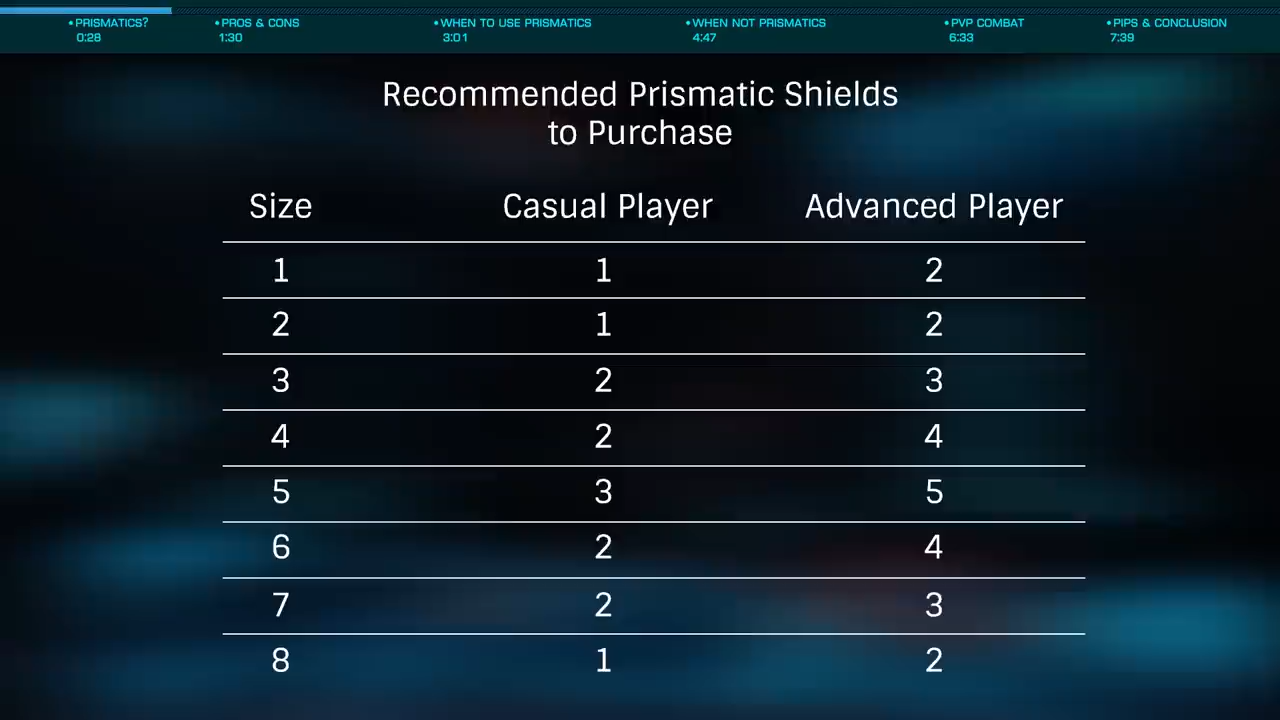 •PRISMATICS? •PROS & CONS •WHEN TO USE PRISMATICS •WHEN NOT PRISMATICS •PVP COMBAT •PIPS & CONCLUSION
0:28 1:30 3:01 4:47 6:33 7:39
Recommended Prismatic Shields
to Purchase
Size Casual Player Advanced Player
1 1 2
2 1 2
3 2 3
4 2 4
5 3 5
6 2 4
7 2 3
8 1 2